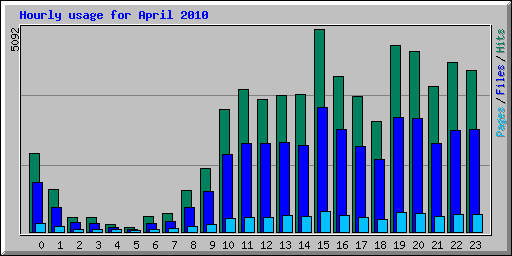 Hourly usage for April 2010
5092
Pages/Files/Hits
0 1 2 3 4 5 6 7 8 9 10 11 12 13 14 15 16 17 18 19 20 21 22 23